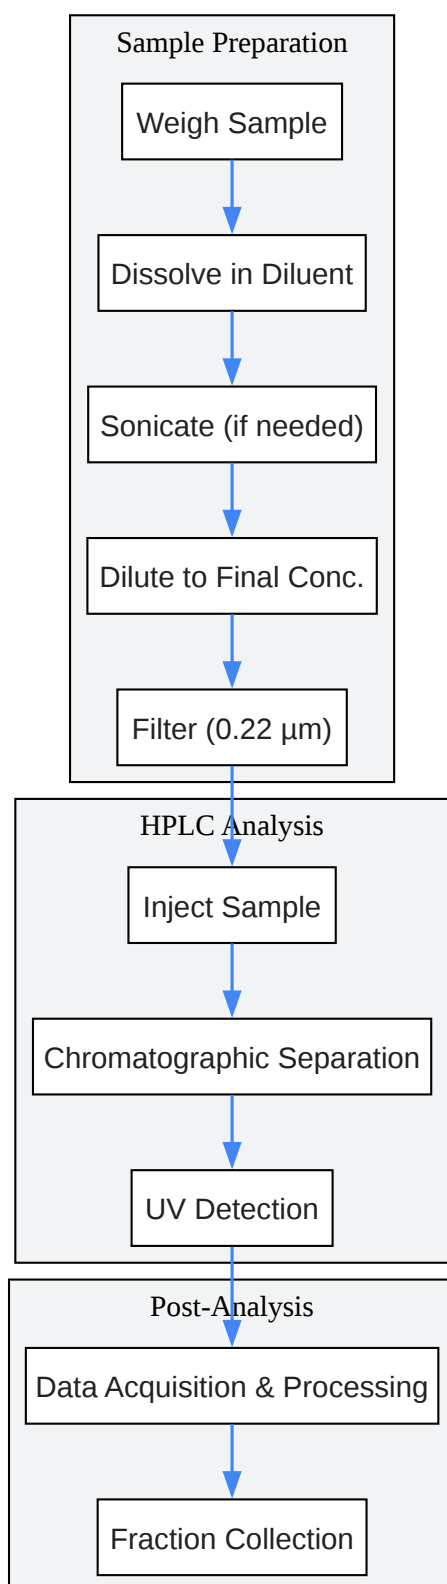 Sample Preparation
Weigh Sample
Dissolve in Diluent
Sonicate (if needed)
Dilute to Final Conc.
Filter (0.22 µm)
HPLC Analysis
Inject Sample
Chromatographic Separation
UV Detection
Post-Analysis
Data Acquisition & Processing
Fraction Collection